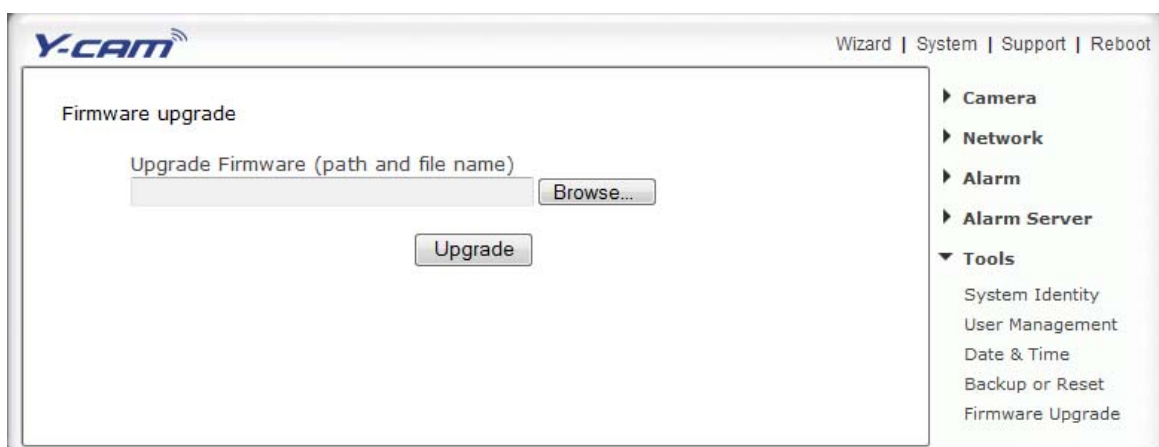 Y-cam
Wizard | System | Support | Reboot
Firmware upgrade
Upgrade Firmware (path and file name)
Browse...
Upgrade
Camera
Network
Alarm
Alarm Server
Tools
System Identity
User Management
Date & Time
Backup or Reset
Firmware Upgrade